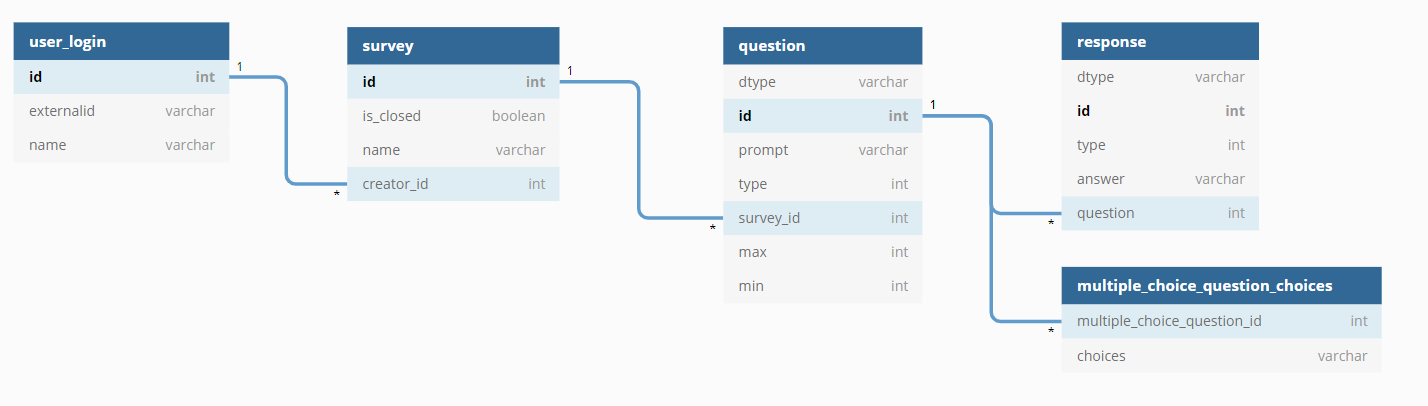 user_login
id int
externalid varchar
name varchar
1
*
survey
id int
is_closed boolean
name varchar
creator_id int
1
*
question
dtype varchar
id int
prompt varchar
type int
survey_id int
max int
min int
1
*
*
response
dtype varchar
id int
type int
answer varchar
question int
multiple_choice_question_choices
multiple_choice_question_id int
choices varchar